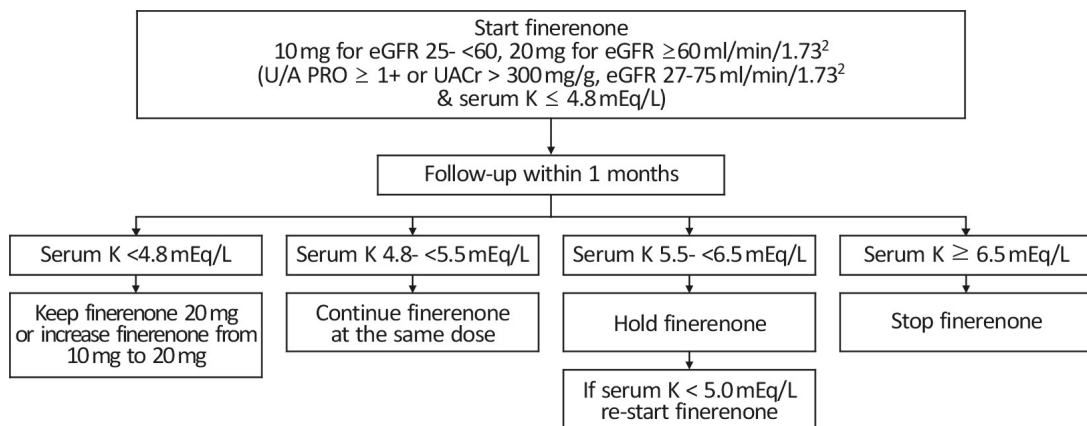 Start finerenone
10 mg for eGFR 25- <60, 20 mg for eGFR ≥60 ml/min/1.73²
(U/A PRO ≥ 1+ or UACr > 300 mg/g, eGFR 27-75 ml/min/1.73²
& serum K ≤ 4.8 mEq/L)
Follow-up within 1 months
Serum K <4.8 mEq/L
Keep finerenone 20 mg
or increase finerenone from
10 mg to 20 mg
Serum K 4.8- <5.5 mEq/L
Continue finerenone
at the same dose
Serum K 5.5- <6.5 mEq/L
Hold finerenone
If serum K < 5.0 mEq/L
re-start finerenone
Serum K ≥ 6.5 mEq/L
Stop finerenone